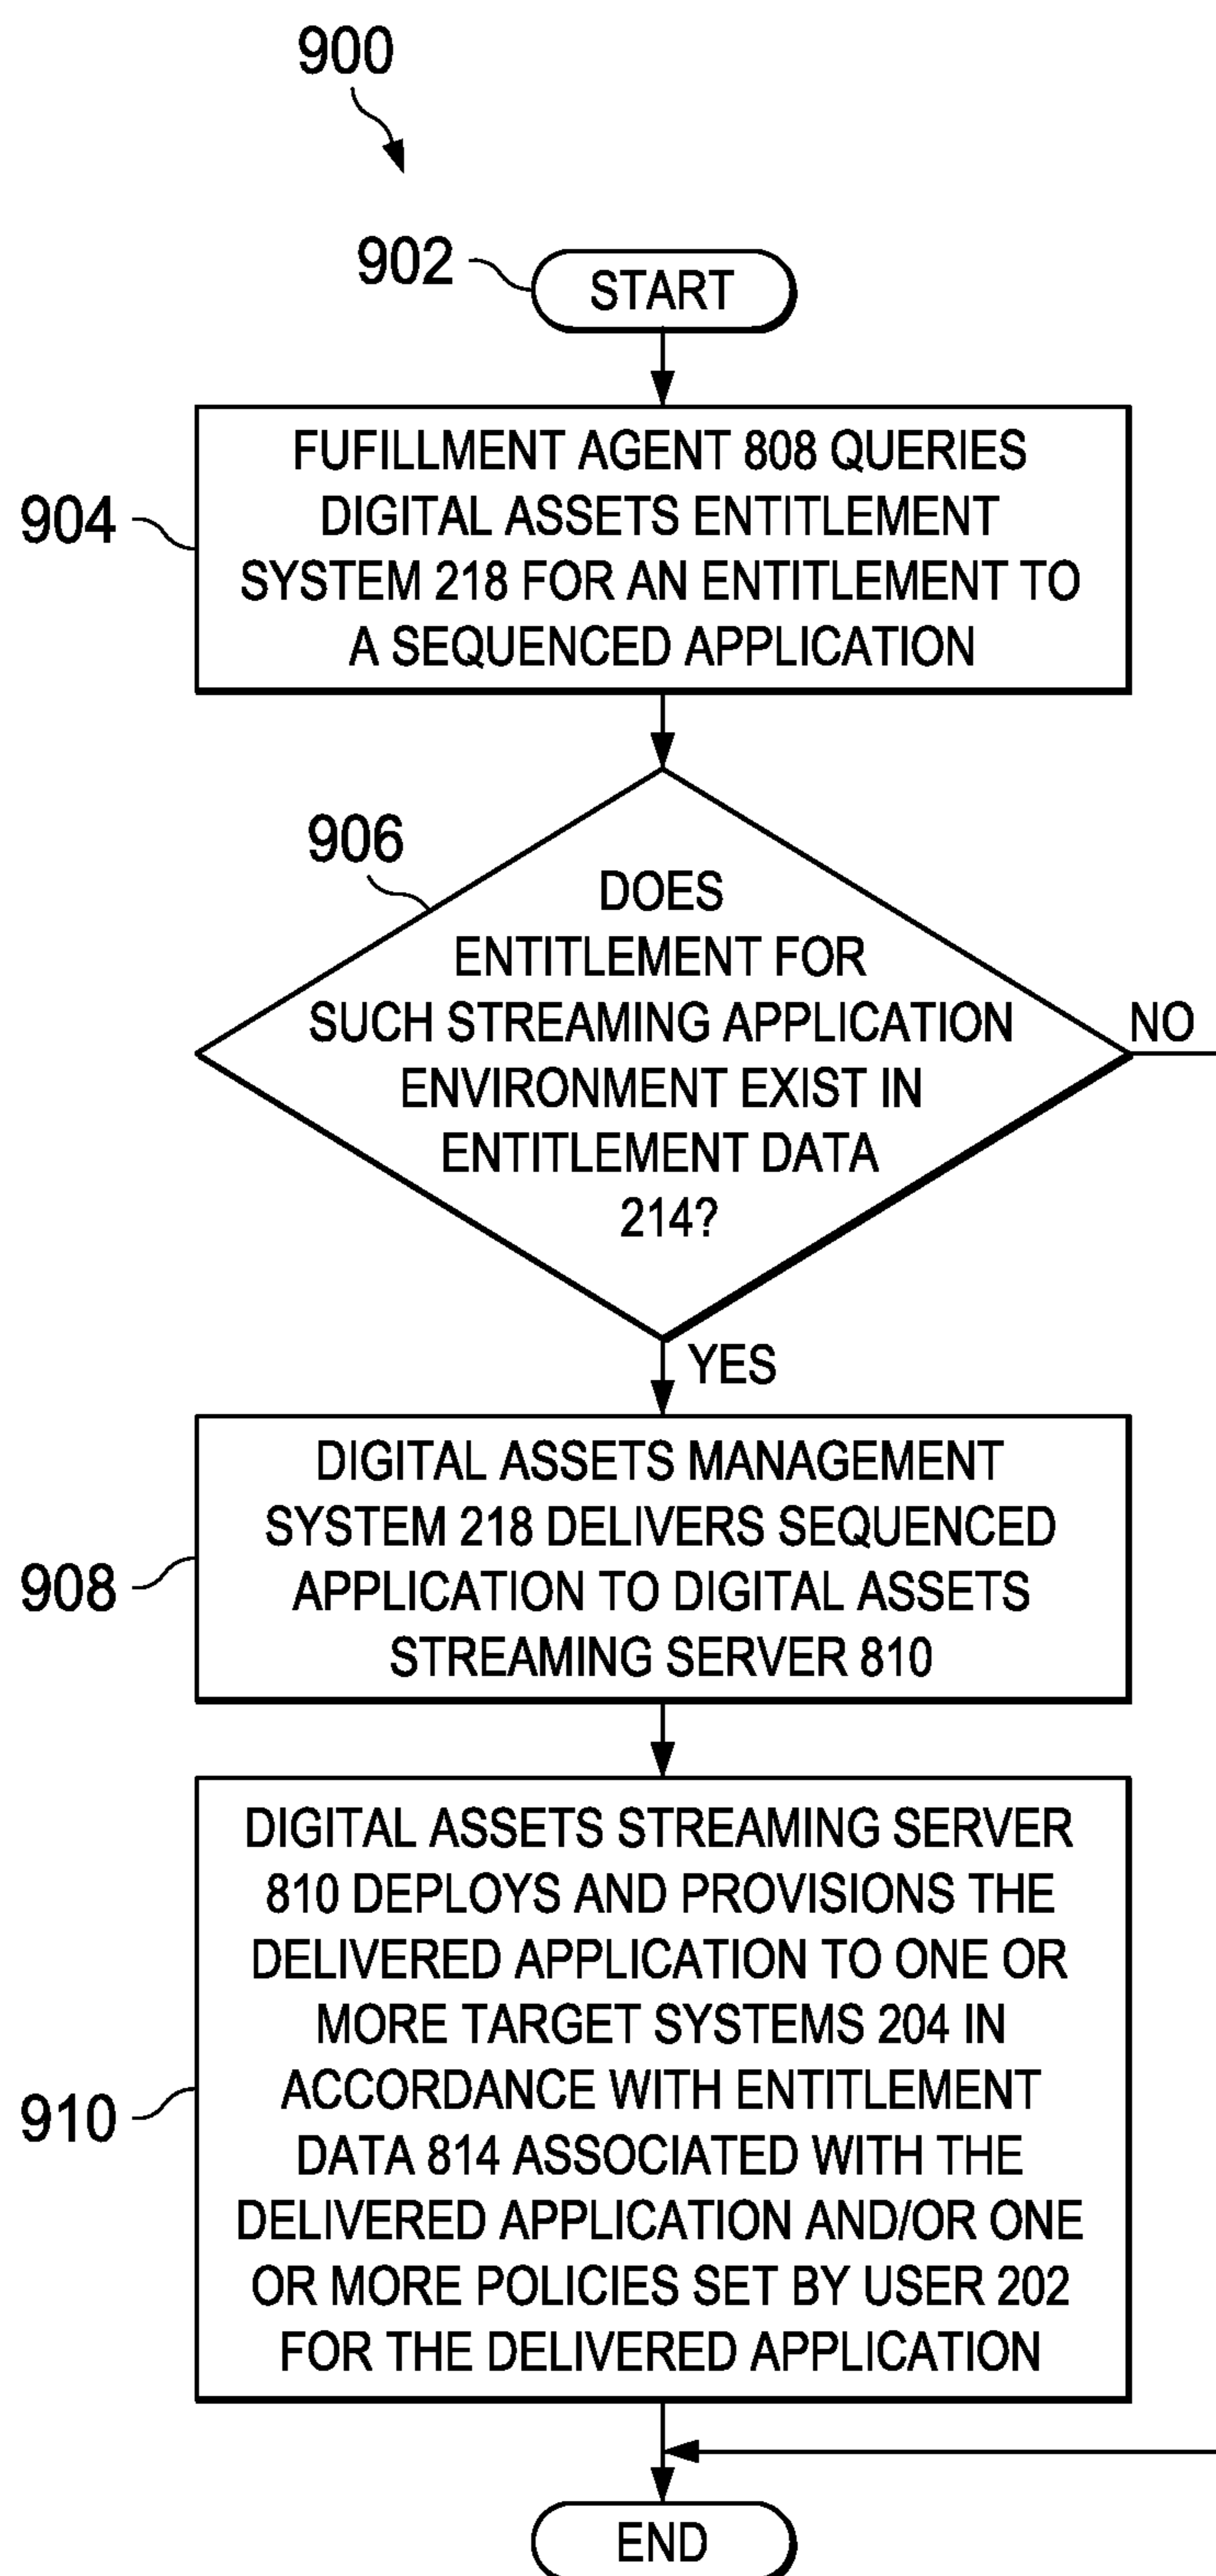 900
902
START
904
FUFILLMENT AGENT 808 QUERIES
DIGITAL ASSETS ENTITLEMENT
SYSTEM 218 FOR AN ENTITLEMENT TO
A SEQUENCED APPLICATION
906
DOES
ENTITLEMENT FOR
SUCH STREAMING APPLICATION
ENVIRONMENT EXIST IN
ENTITLEMENT DATA
214?
NO
YES
908
DIGITAL ASSETS MANAGEMENT
SYSTEM 218 DELIVERS SEQUENCED
APPLICATION TO DIGITAL ASSETS
STREAMING SERVER 810
910
DIGITAL ASSETS STREAMING SERVER
810 DEPLOYS AND PROVISIONS THE
DELIVERED APPLICATION TO ONE OR
MORE TARGET SYSTEMS 204 IN
ACCORDANCE WITH ENTITLEMENT
DATA 814 ASSOCIATED WITH THE
DELIVERED APPLICATION AND/OR ONE
OR MORE POLICIES SET BY USER 202
FOR THE DELIVERED APPLICATION
END